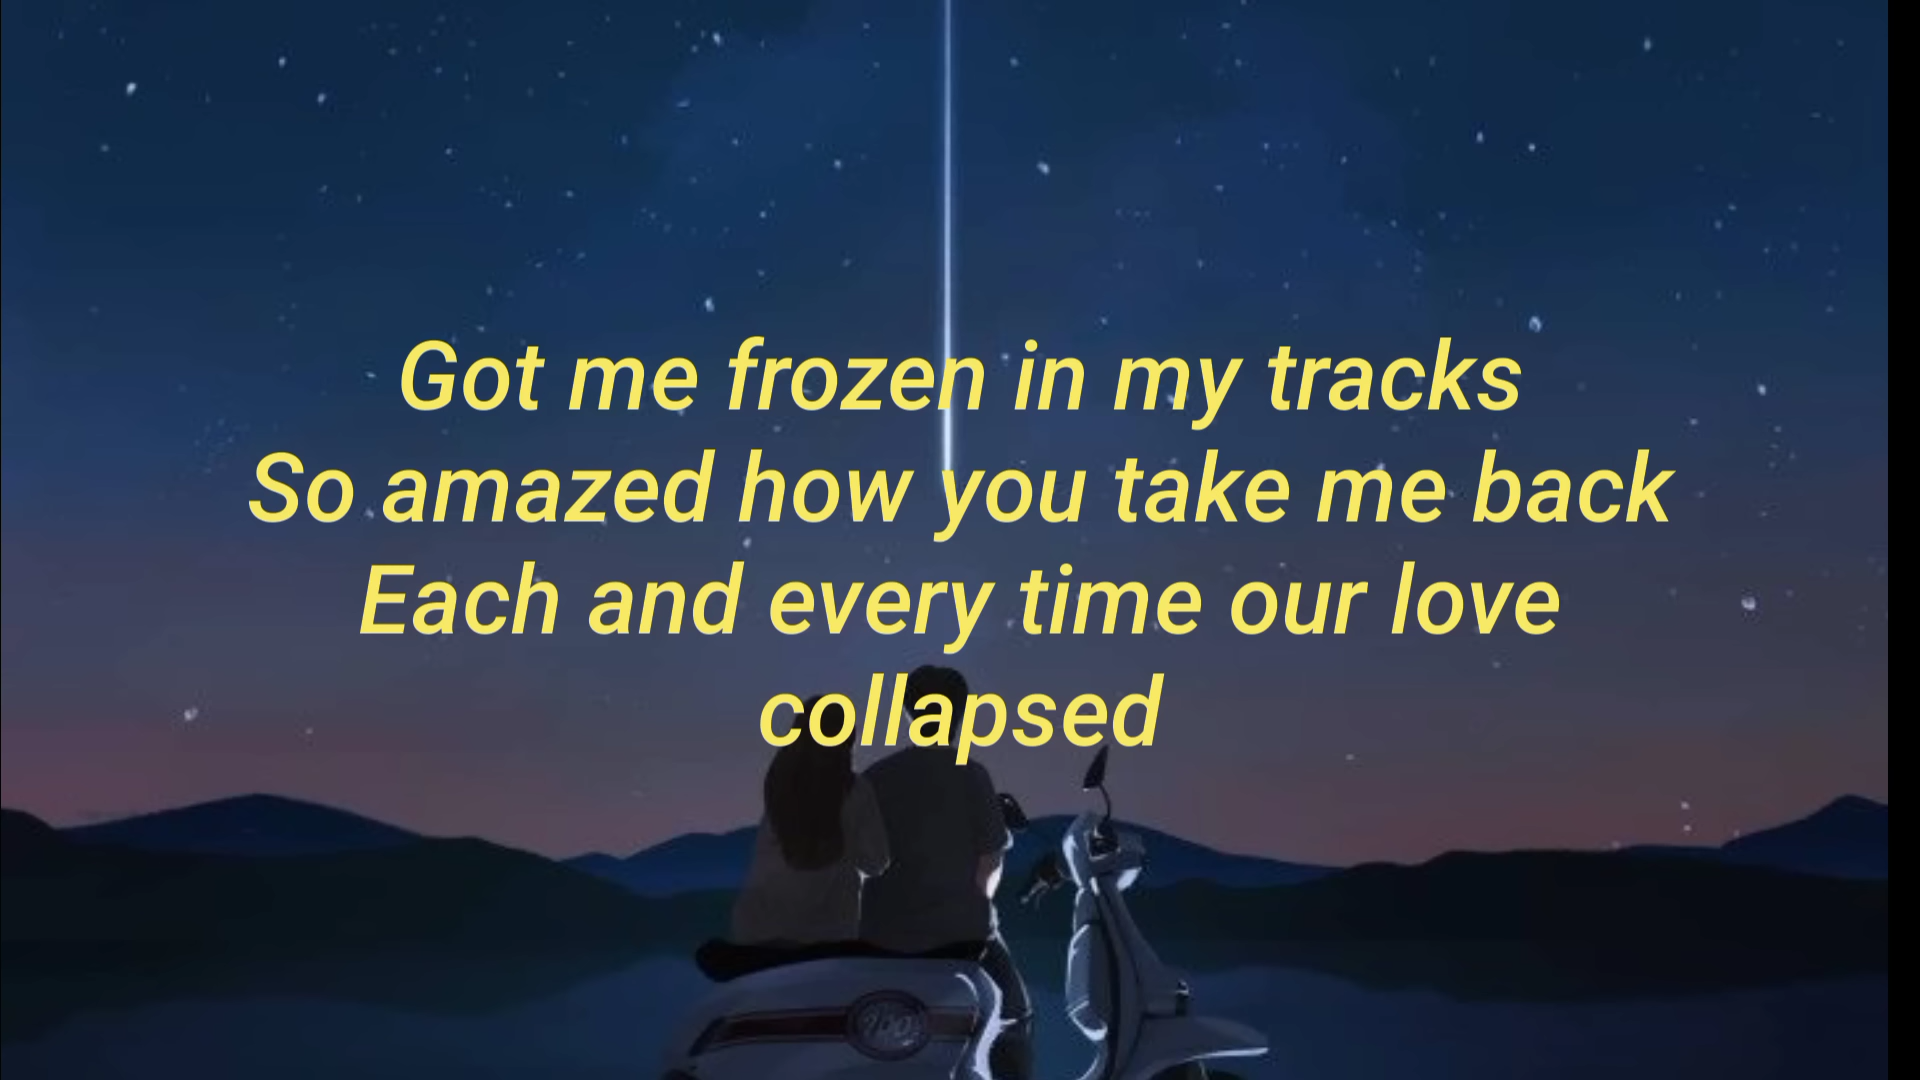 Got me frozen in my tracks
So amazed how you take me back
Each and every time our love
collapsed